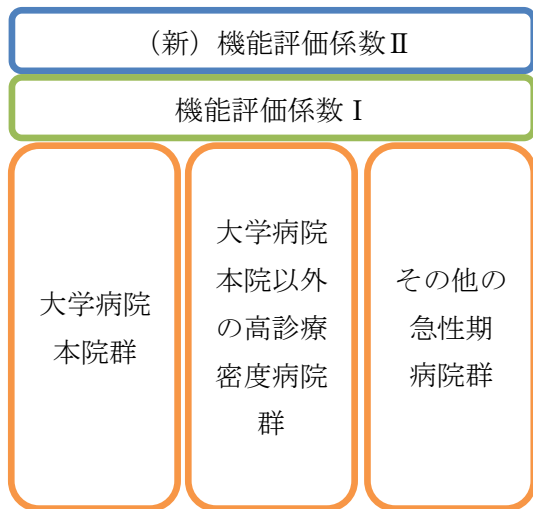 （新）機能評価係数Ⅱ
機能評価係数Ⅰ
大学病院
本院群
大学病院
本院以外
の高診療
密度病院
群
その他の
急性期
病院群